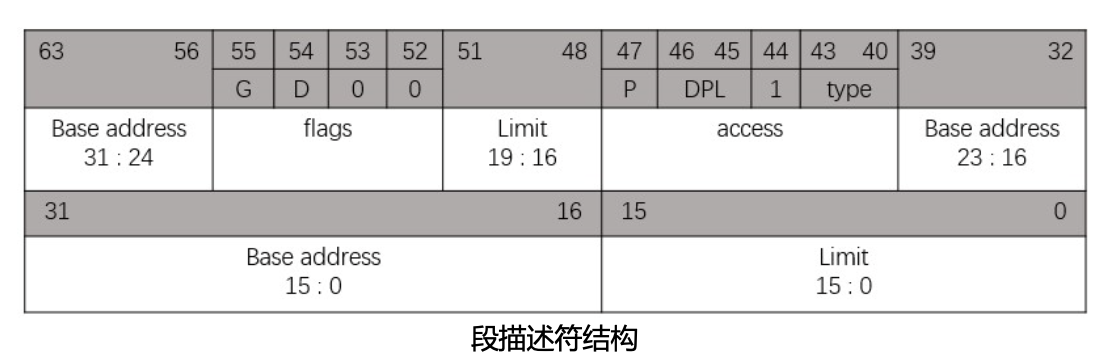 63 56 55 54 53 52 51 48 47 46 45 44 43 40 39 32
G D 0 0 P DPL 1 type
Base address flags Limit access Base address
31 : 24 19 : 16 23 : 16
31 16 15 0
Base address Limit
15 : 0 15 : 0
段描述符结构